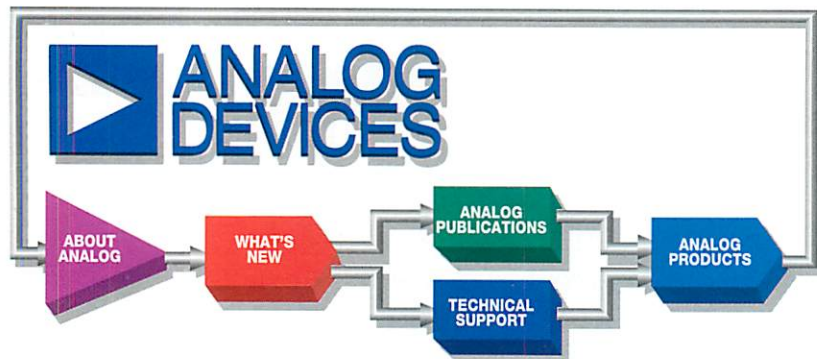 ANALOG
DEVICES
ABOUT
ANALOG
WHAT'S
NEW
ANALOG
PUBLICATIONS
TECHNICAL
SUPPORT
ANALOG
PRODUCTS